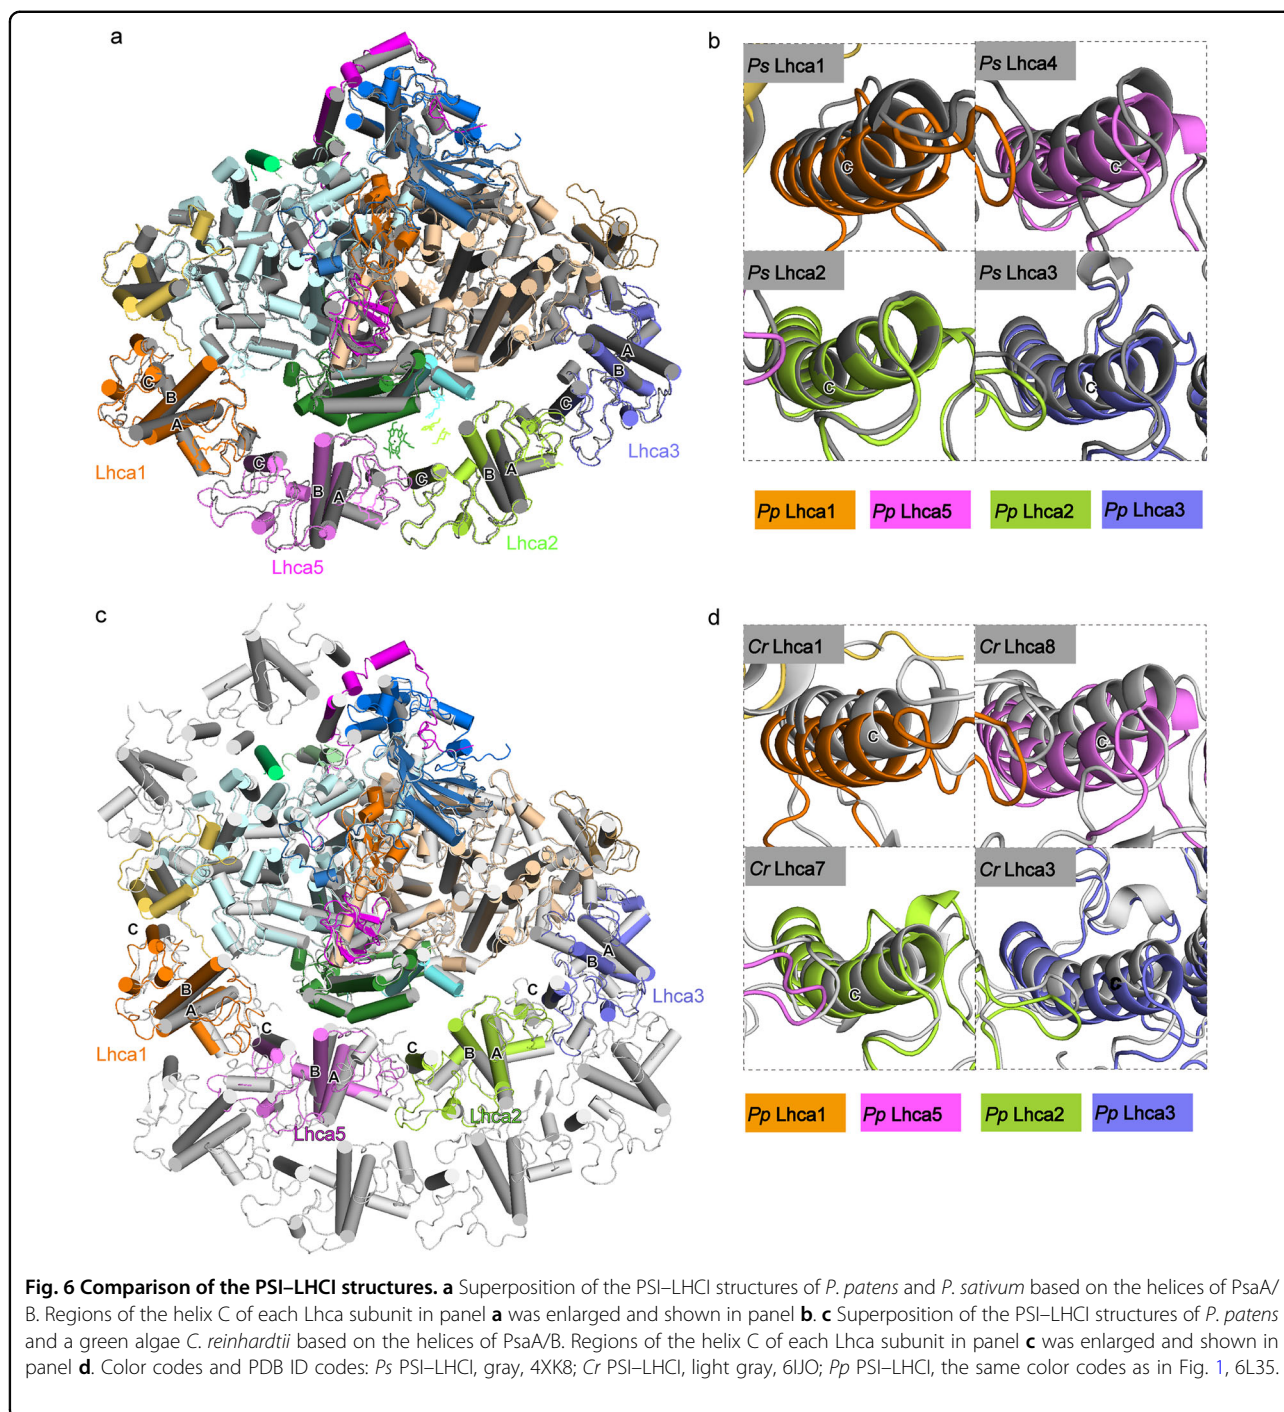 a
C
B
A
Lhca1
C
B
A
Lhca5
C
B
A
Lhca2
C
A
B
Lhca3
b
Ps Lhca1
Ps Lhca4
C
C
Ps Lhca2
Ps Lhca3
C
C
Pp Lhca1 Pp Lhca5 Pp Lhca2 Pp Lhca3
c
C
B
A
Lhca1
C
B
A
Lhca5
C
B
A
Lhca2
C
A
B
Lhca3
d
Cr Lhca1
Cr Lhca8
C
C
Cr Lhca7
Cr Lhca3
C
C
Pp Lhca1 Pp Lhca5 Pp Lhca2 Pp Lhca3
Fig. 6 Comparison of the PSI–LHCI structures. a Superposition of the PSI–LHCI structures of P. patens and P. sativum based on the helices of PsaA/
B. Regions of the helix C of each Lhca subunit in panel a was enlarged and shown in panel b. c Superposition of the PSI–LHCI structures of P. patens
and a green algae C. reinhardtii based on the helices of PsaA/B. Regions of the helix C of each Lhca subunit in panel c was enlarged and shown in
panel d. Color codes and PDB ID codes: Ps PSI–LHCI, gray, 4XK8; Cr PSI–LHCI, light gray, 6IJO; Pp PSI–LHCI, the same color codes as in Fig. 1, 6L35.